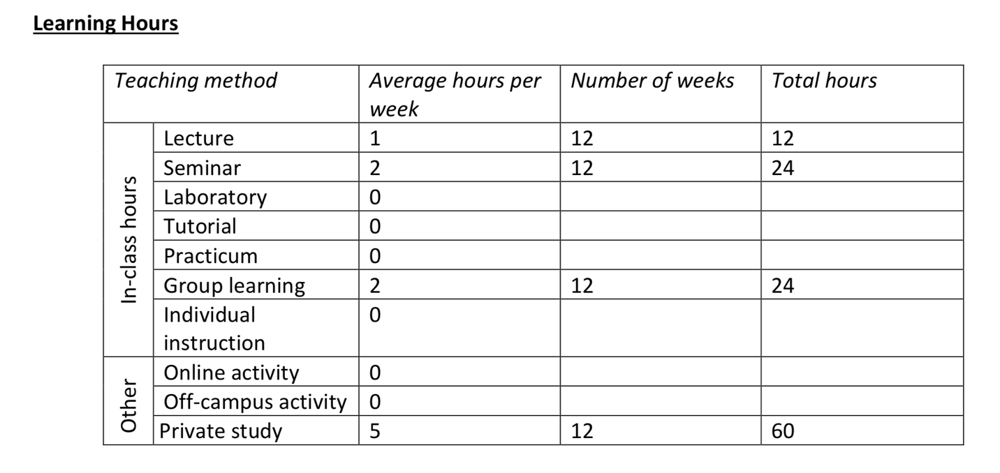 Learning Hours
Teaching method Average hours per week Number of weeks Total hours
In-class hours
Lecture 1 12 12
Seminar 2 12 24
Laboratory 0
Tutorial 0
Practicum 0
Group learning 2 12 24
Individual instruction 0
Other
Online activity 0
Off-campus activity 0
Private study 5 12 60